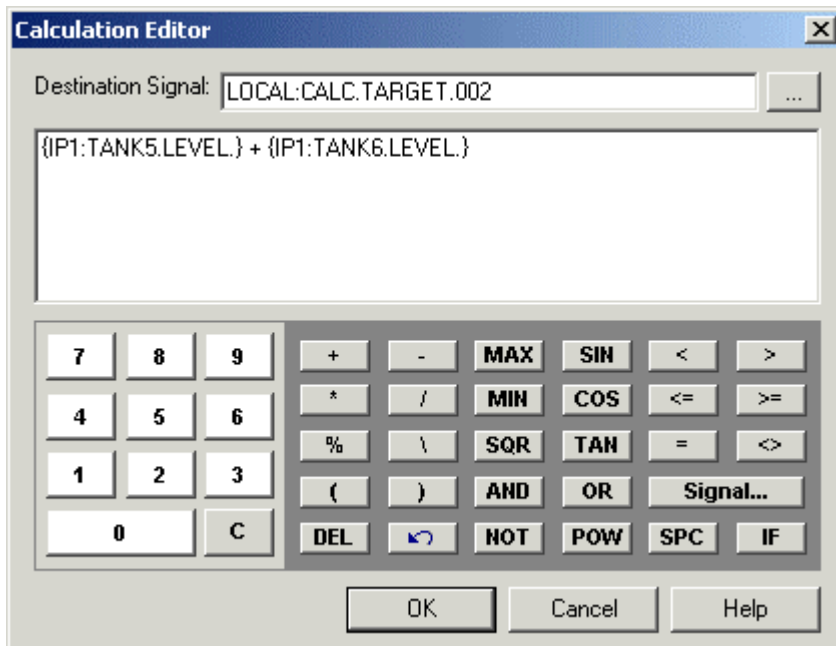 Calculation Editor
Destination Signal: LOCAL:CALC.TARGET.002 ...
{IP1:TANK5.LEVEL.} + {IP1:TANK6.LEVEL.}
7 8 9 + - MAX SIN < >
4 5 6 * / MIN COS <= >=
1 2 3 % \ SQR TAN = <>
0 C ( ) AND OR Signal...
DEL NOT POW SPC IF
OK Cancel Help